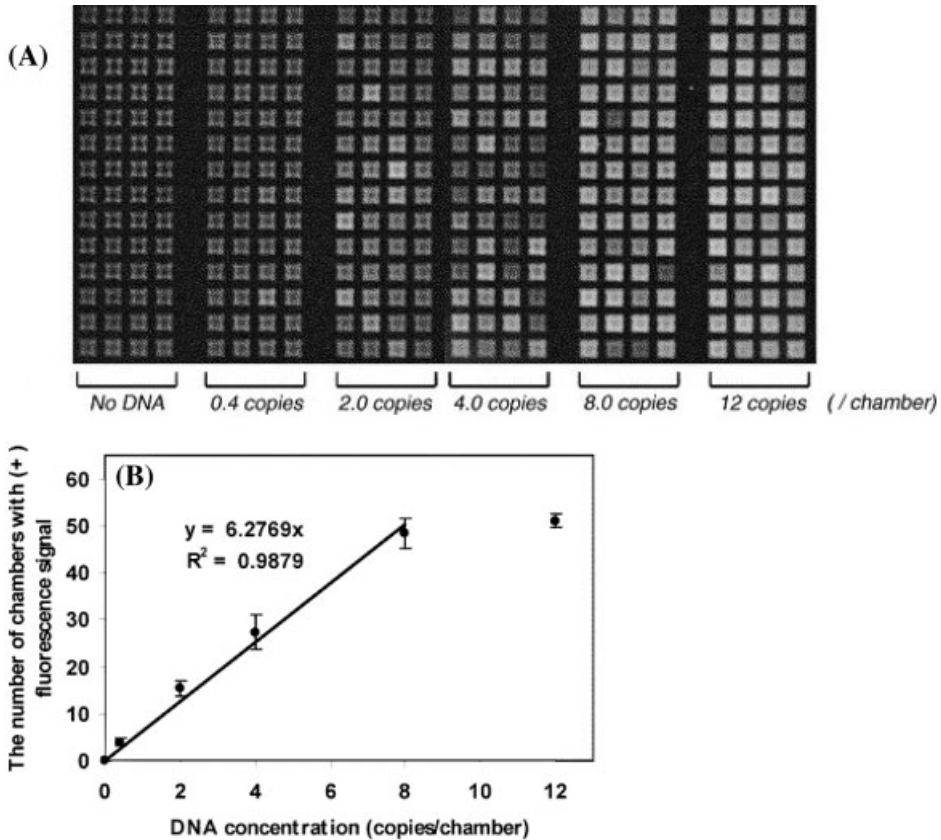 (A)
No DNA 0.4 copies 2.0 copies 4.0 copies 8.0 copies 12 copies ( / chamber)
(B)
The number of chambers with (+)
fluorescence signal
60
50
40
30
20
10
0
y = 6.2769x
R² = 0.9879
0 2 4 6 8 10 12
DNA concentration (copies/chamber)